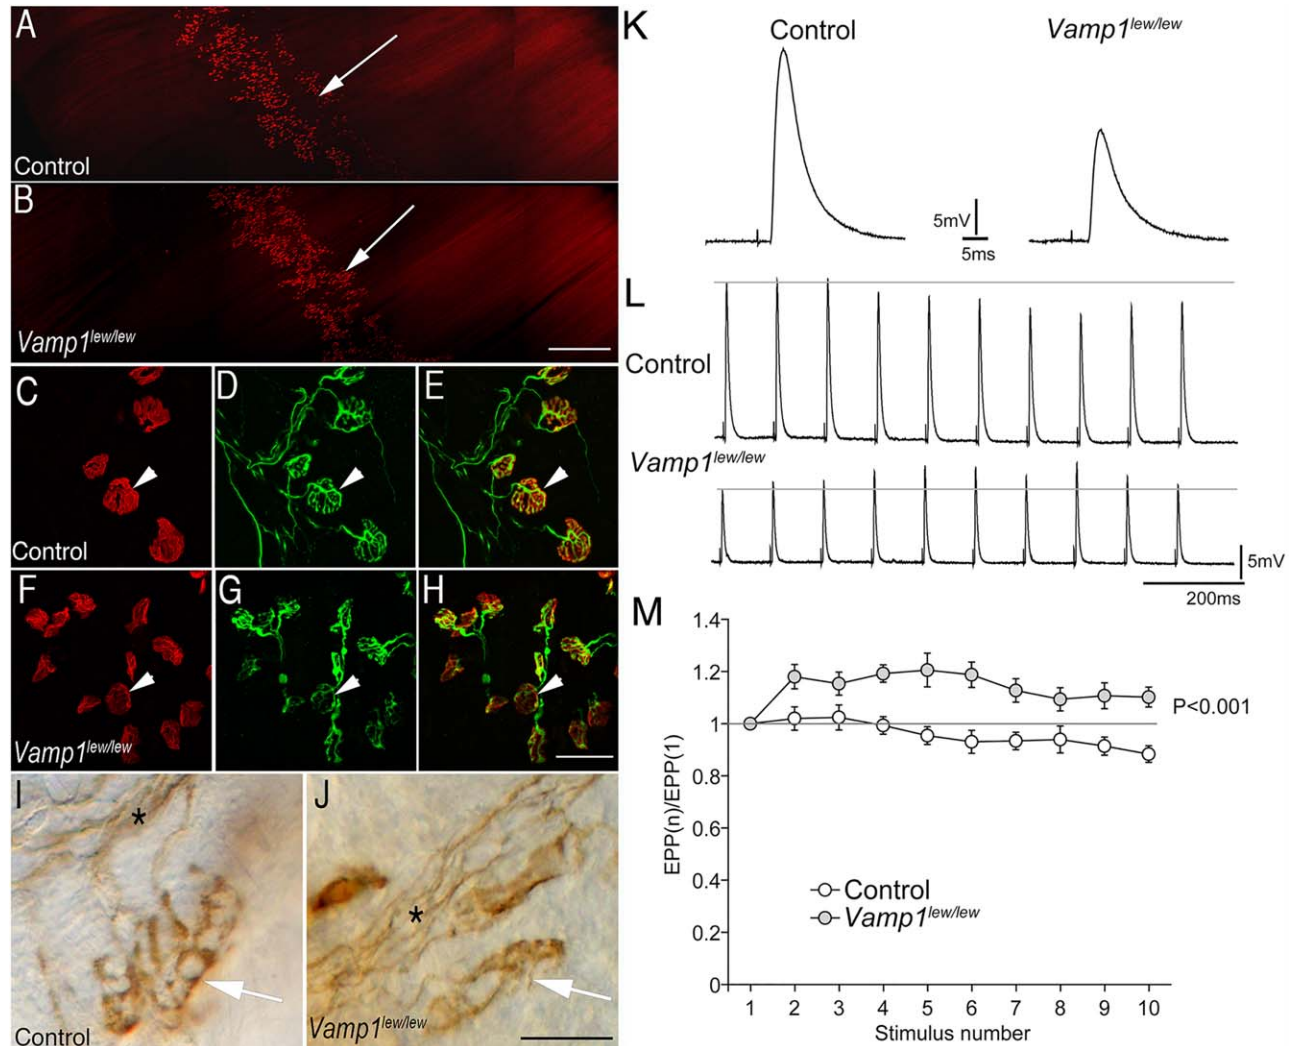 A
Control
B
Vamp1lew/lew
C
D
E
Control
F
G
H
Vamp1lew/lew
I
*
Control
J
*
Vamp1lew/lew
K
Control
Vamp1lew/lew
5mV
5ms
L
Control
Vamp1lew/lew
5mV
200ms
M
1.4
1.2
1
0.8
0.6
0.4
0.2
0
EPP(n)/EPP(1)
P<0.001
Control
Vamp1lew/lew
1 2 3 4 5 6 7 8 9 10
Stimulus number